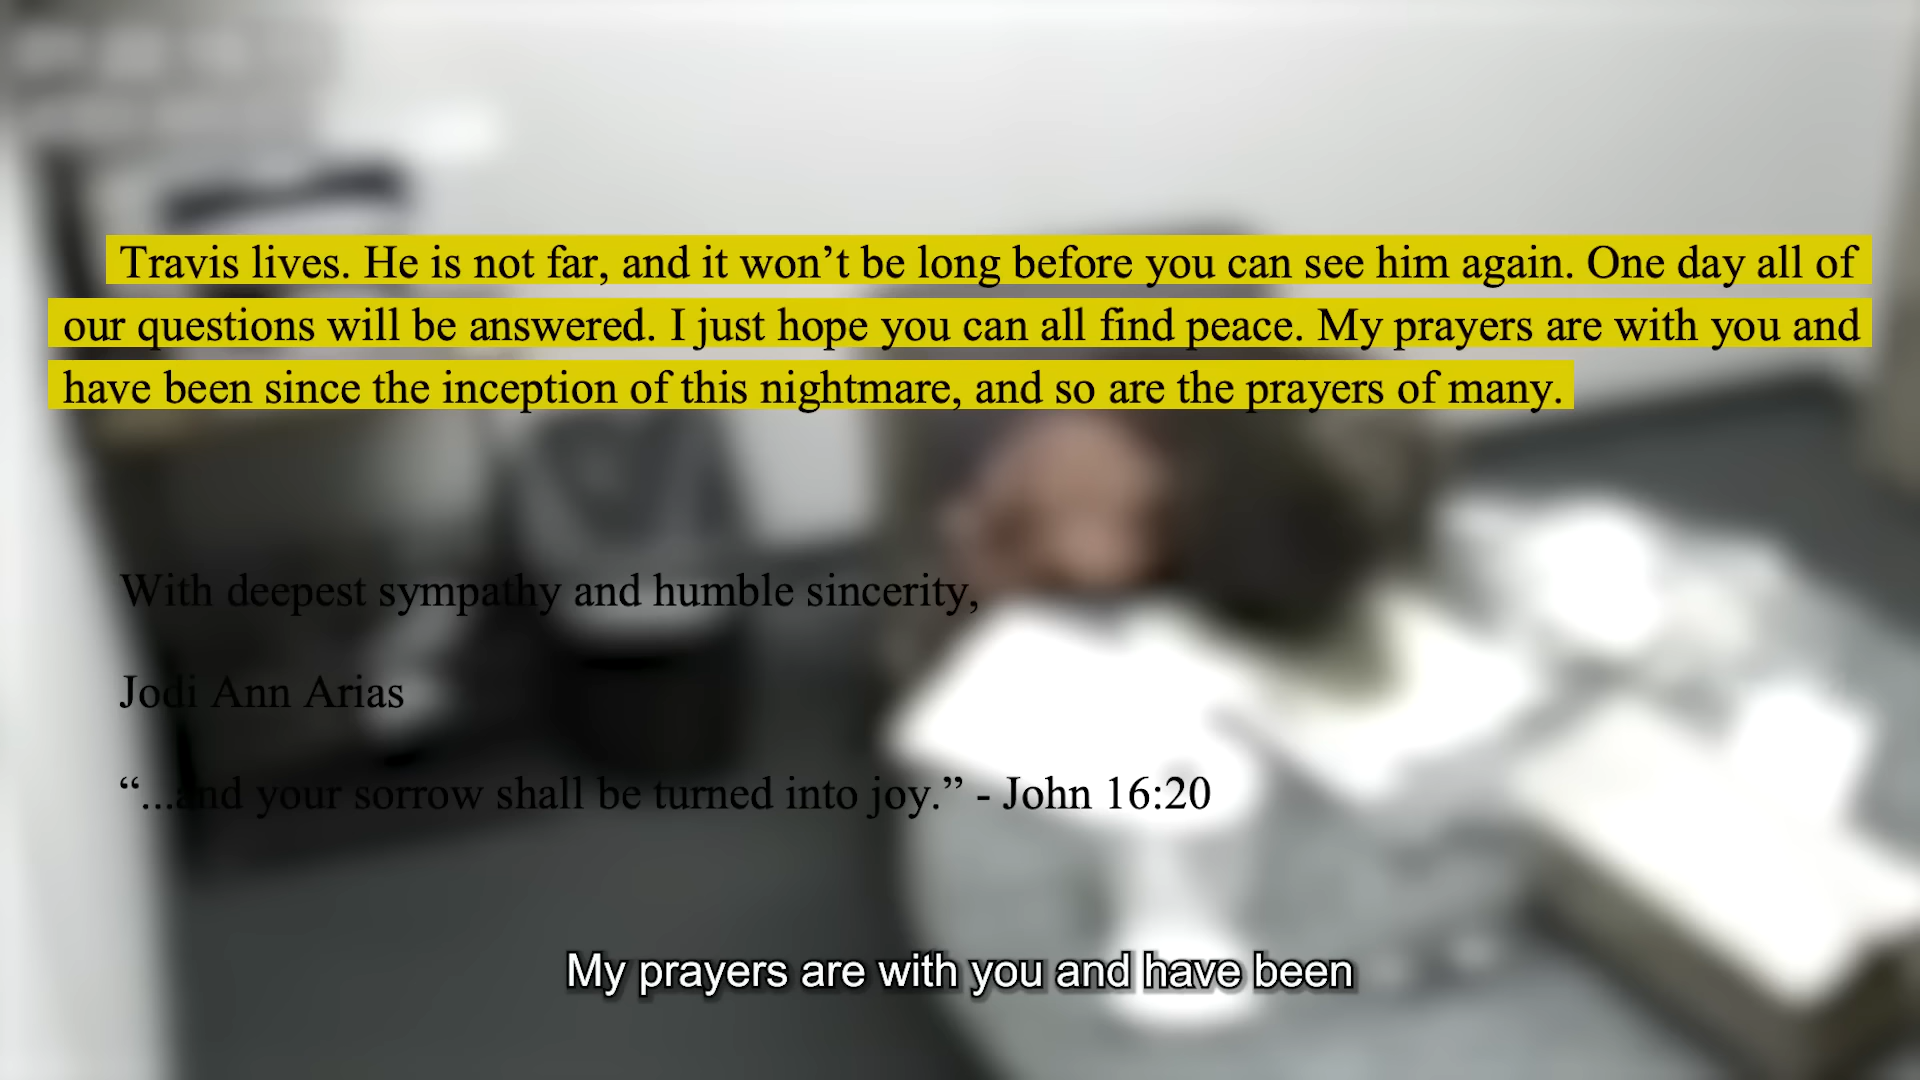 Travis lives. He is not far, and it won’t be long before you can see him again. One day all of
our questions will be answered. I just hope you can all find peace. My prayers are with you and
have been since the inception of this nightmare, and so are the prayers of many.
With deepest sympathy and humble sincerity,
Jodi Ann Arias
“...and your sorrow shall be turned into joy.” - John 16:20
My prayers are with you and have been